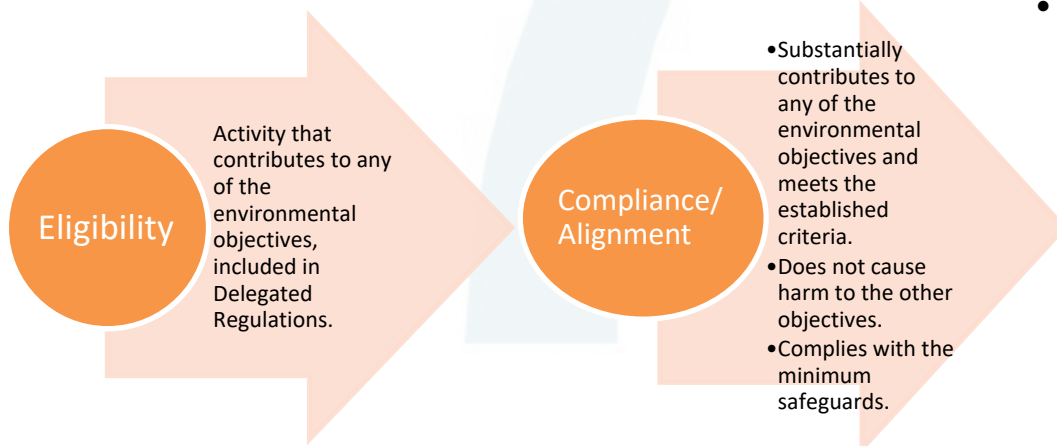 Eligibility
Activity that
contributes to any
of the
environmental
objectives,
included in
Delegated
Regulations.
Compliance/
Alignment
•Substantially
contributes to
any of the
environmental
objectives and
meets the
established
criteria.
•Does not cause
harm to the other
objectives.
•Complies with the
minimum
safeguards.
•